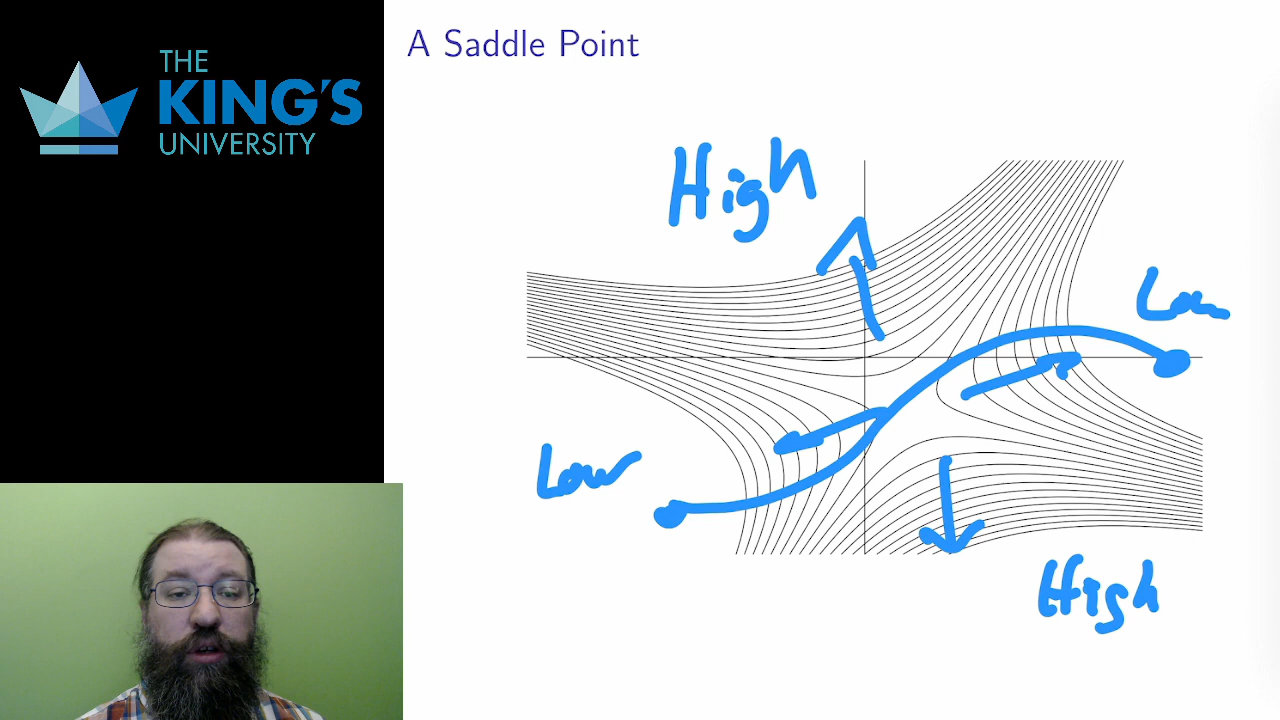 THE
KING'S
UNIVERSITY
A Saddle Point
High
Low
Low
High